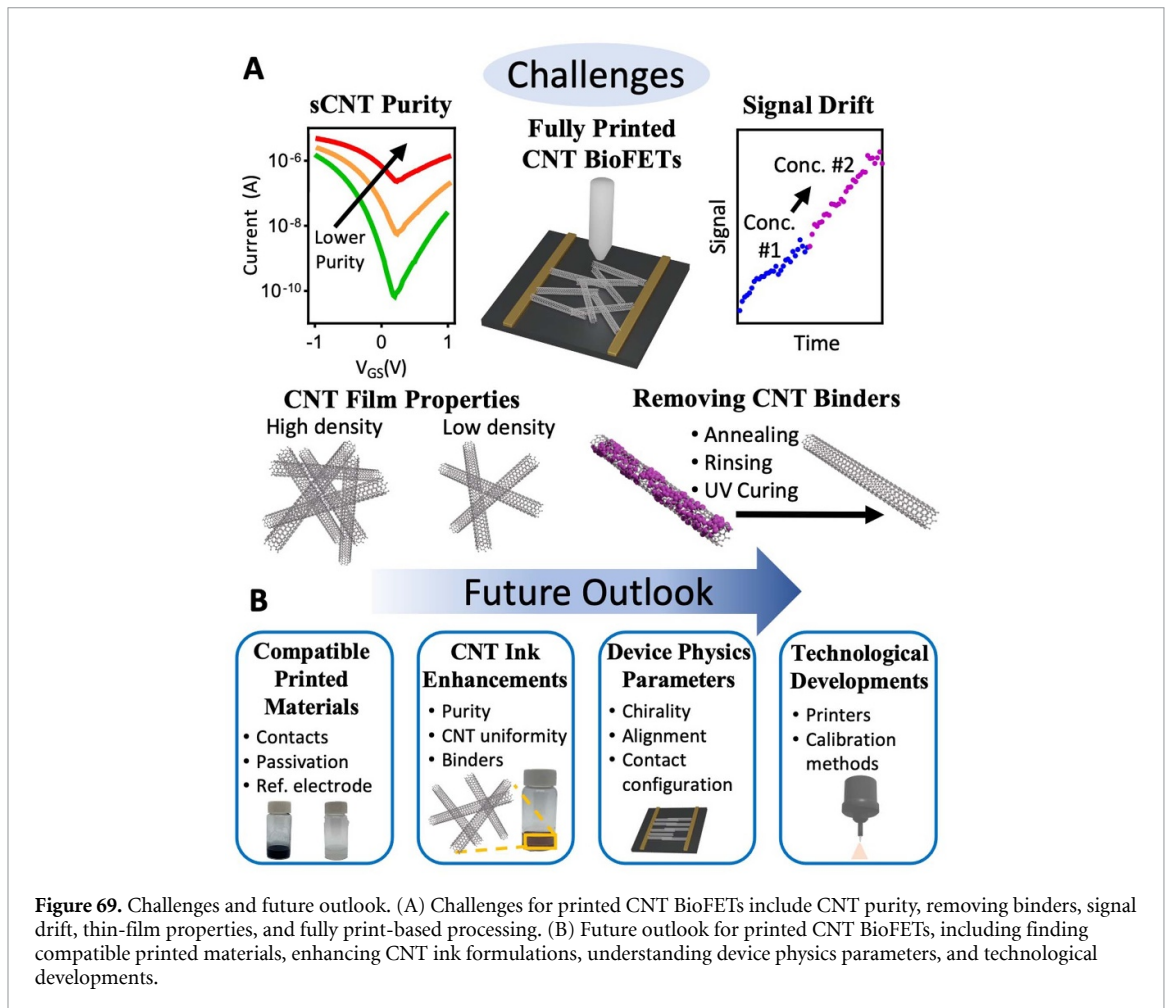 A
Challenges
sCNT Purity
10⁻⁶
10⁻⁸
10⁻¹⁰
Current (A)
Lower
Purity
-1
0
1
V_GS(V)
Fully Printed
CNT BioFETs
Signal Drift
Signal
Conc. #2
Conc.
#1
Time
CNT Film Properties
High density
Low density
Removing CNT Binders
• Annealing
• Rinsing
• UV Curing
Future Outlook
B
Compatible
Printed
Materials
• Contacts
• Passivation
• Ref. electrode
CNT Ink
Enhancements
• Purity
• CNT uniformity
• Binders
Device Physics
Parameters
• Chirality
• Alignment
• Contact
configuration
Technological
Developments
• Printers
• Calibration
methods
Figure 69. Challenges and future outlook. (A) Challenges for printed CNT BioFETs include CNT purity, removing binders, signal
drift, thin-film properties, and fully print-based processing. (B) Future outlook for printed CNT BioFETs, including finding
compatible printed materials, enhancing CNT ink formulations, understanding device physics parameters, and technological
developments.